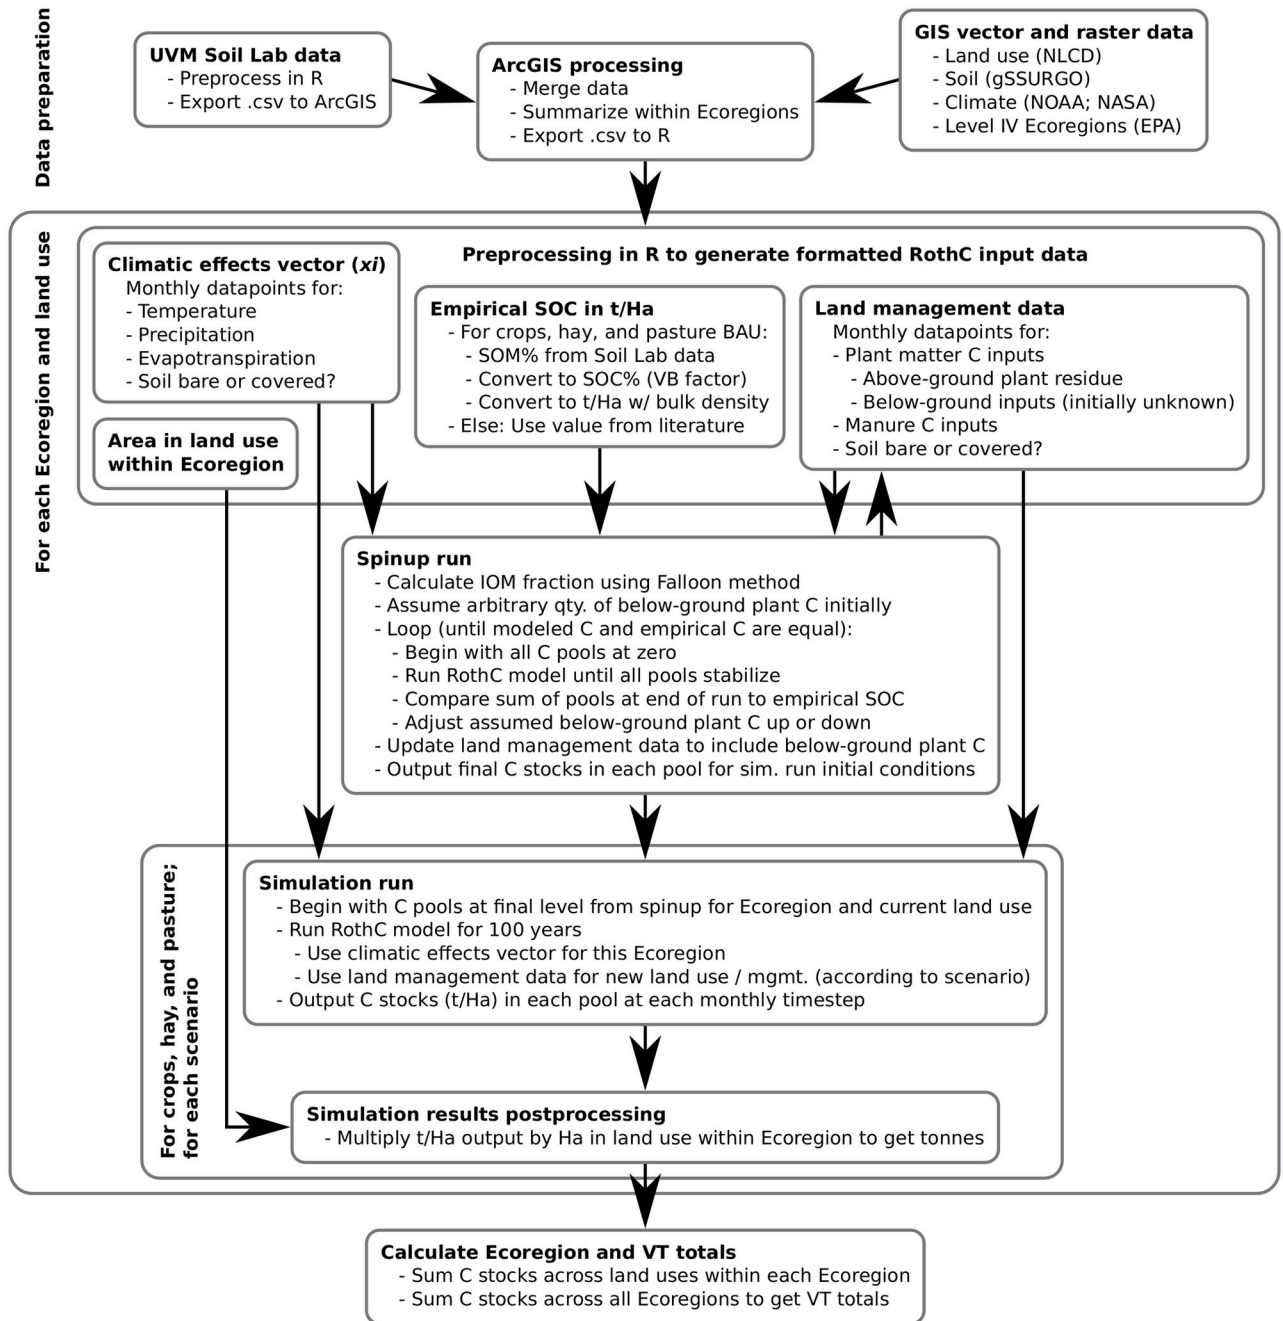 Data preparation
UVM Soil Lab data
- Preprocess in R
- Export .csv to ArcGIS
ArcGIS processing
- Merge data
- Summarize within Ecoregions
- Export .csv to R
GIS vector and raster data
- Land use (NLCD)
- Soil (gSSURGO)
- Climate (NOAA; NASA)
- Level IV Ecoregions (EPA)
For each Ecoregion and land use
Preprocessing in R to generate formatted RothC input data
Climatic effects vector (xi)
Monthly datapoints for:
- Temperature
- Precipitation
- Evapotranspiration
- Soil bare or covered?
Area in land use
within Ecoregion
Empirical SOC in t/Ha
- For crops, hay, and pasture BAU:
- SOM% from Soil Lab data
- Convert to SOC% (VB factor)
- Convert to t/Ha w/ bulk density
- Else: Use value from literature
Land management data
Monthly datapoints for:
- Plant matter C inputs
- Above-ground plant residue
- Below-ground inputs (initially unknown)
- Manure C inputs
- Soil bare or covered?
Spinup run
- Calculate IOM fraction using Falloon method
- Assume arbitrary qty. of below-ground plant C initially
- Loop (until modeled C and empirical C are equal):
- Begin with all C pools at zero
- Run RothC model until all pools stabilize
- Compare sum of pools at end of run to empirical SOC
- Adjust assumed below-ground plant C up or down
- Update land management data to include below-ground plant C
- Output final C stocks in each pool for sim. run initial conditions
For crops, hay, and pasture;
for each scenario
Simulation run
- Begin with C pools at final level from spinup for Ecoregion and current land use
- Run RothC model for 100 years
- Use climatic effects vector for this Ecoregion
- Use land management data for new land use / mgmt. (according to scenario)
- Output C stocks (t/Ha) in each pool at each monthly timestep
Simulation results postprocessing
- Multiply t/Ha output by Ha in land use within Ecoregion to get tonnes
Calculate Ecoregion and VT totals
- Sum C stocks across land uses within each Ecoregion
- Sum C stocks across all Ecoregions to get VT totals